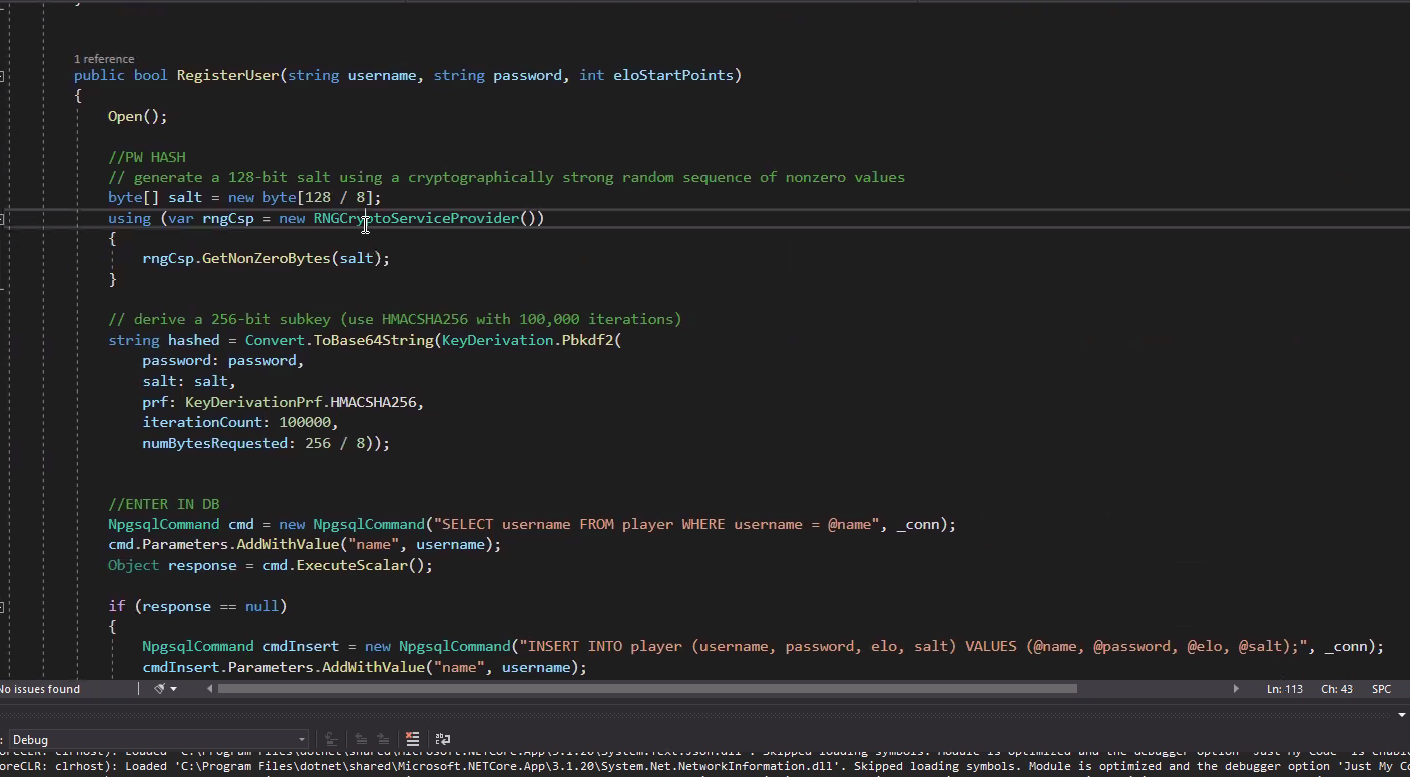 }
1 reference
public bool RegisterUser(string username, string password, int eloStartPoints)
{
Open();
//PW HASH
// generate a 128-bit salt using a cryptographically strong random sequence of nonzero values
byte[] salt = new byte[128 / 8];
using (var rngCsp = new RNGCryptoServiceProvider())
{
rngCsp.GetNonZeroBytes(salt);
}
// derive a 256-bit subkey (use HMACSHA256 with 100,000 iterations)
string hashed = Convert.ToBase64String(KeyDerivation.Pbkdf2(
password: password,
salt: salt,
prf: KeyDerivationPrf.HMACSHA256,
iterationCount: 100000,
numBytesRequested: 256 / 8));
//ENTER IN DB
NpgsqlCommand cmd = new NpgsqlCommand("SELECT username FROM player WHERE username = @name", _conn);
cmd.Parameters.AddWithValue("name", username);
Object response = cmd.ExecuteScalar();
if (response == null)
{
NpgsqlCommand cmdInsert = new NpgsqlCommand("INSERT INTO player (username, password, elo, salt) VALUES (@name, @password, @elo, @salt);", _conn);
cmdInsert.Parameters.AddWithValue("name", username);
No issues found Ln: 113 Ch: 43 SPC
: Debug
oreCLR: clrhost): Loaded 'C:\Program Files\dotnet\shared\Microsoft.NETCore.App\3.1.20\System.Text.Json.dll'. Skipped loading symbols. Module is optimized and the debugger option 'Just My Code' is enable
oreCLR: clrhost): Loaded 'C:\Program Files\dotnet\shared\Microsoft.NETCore.App\3.1.20\System.Net.NetworkInformation.dll'. Skipped loading symbols. Module is optimized and the debugger option 'Just My Co